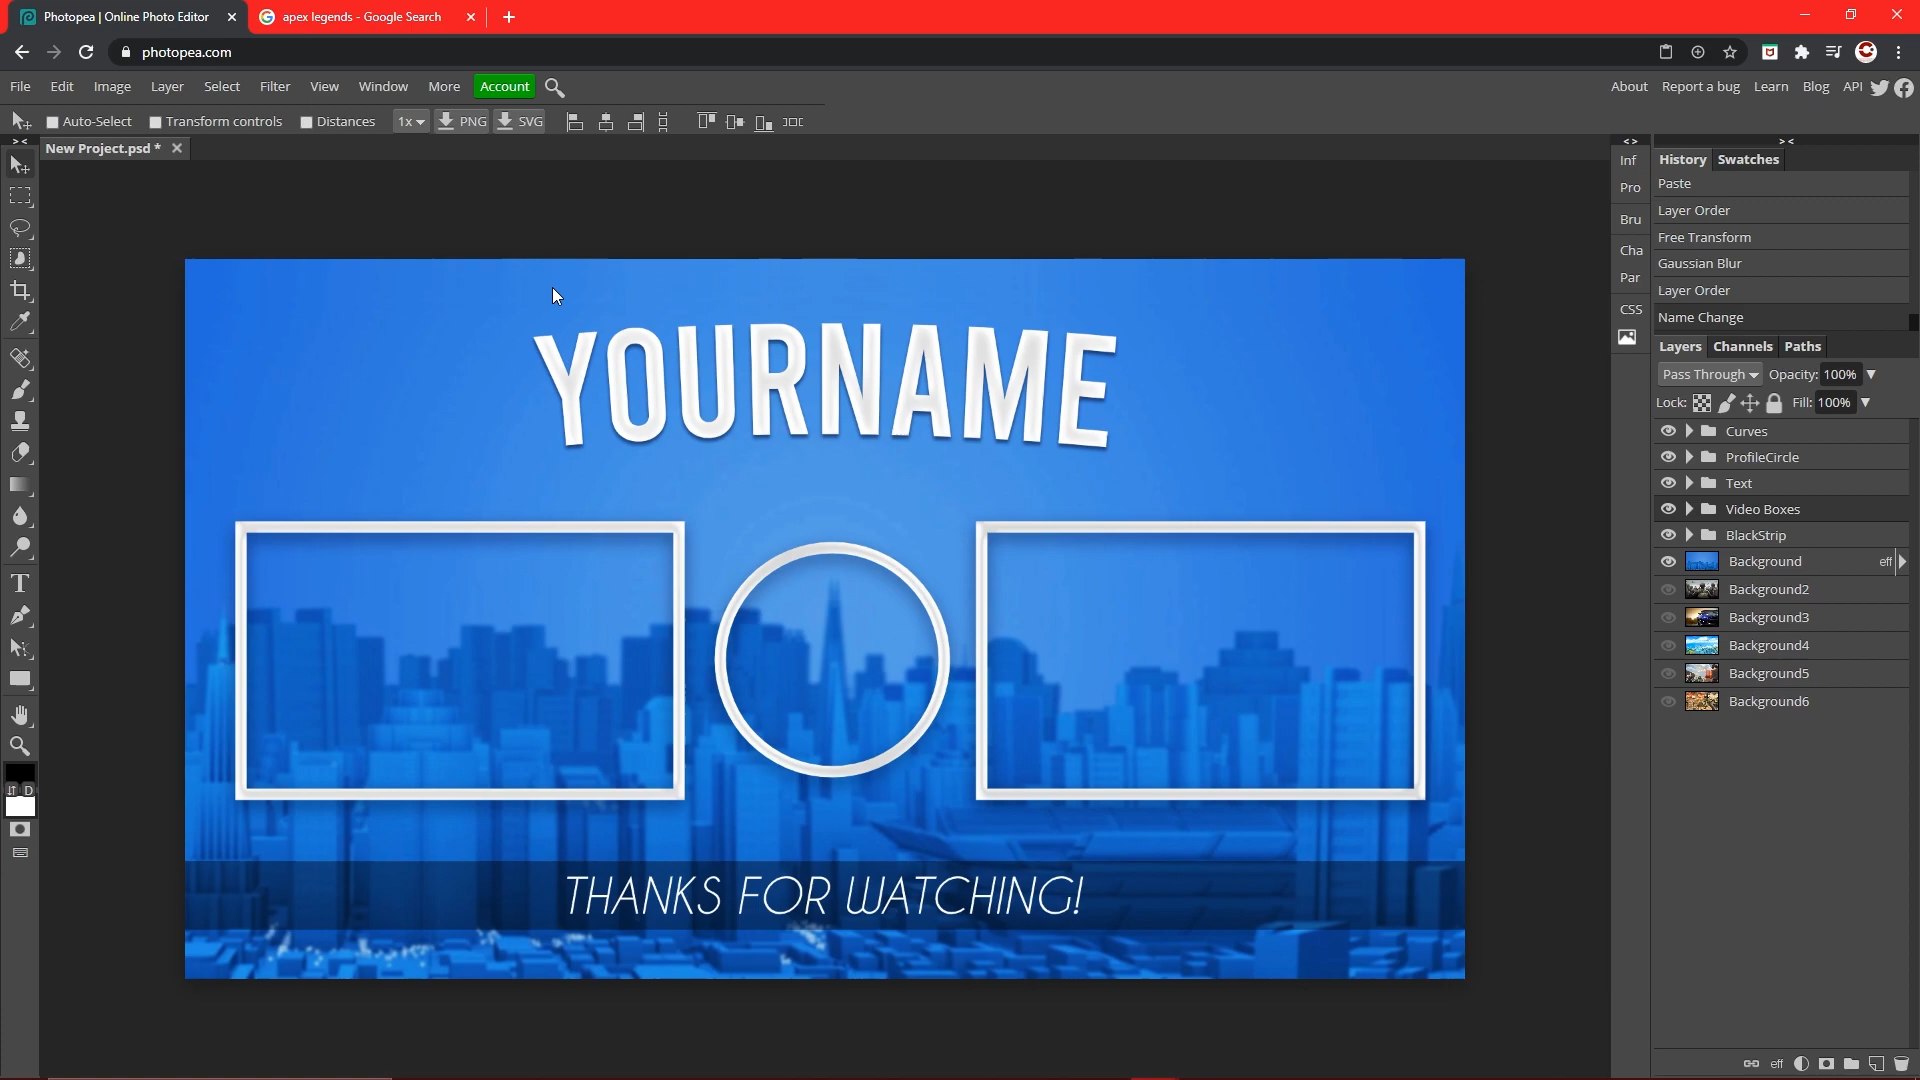 Photopea | Online Photo Editor
apex legends - Google Search
photopea.com
File Edit Image Layer Select Filter View Window More Account
About Report a bug Learn Blog API
Auto-Select Transform controls Distances 1x PNG SVG
New Project.psd *
Inf
Pro
Bru
Cha
Par
CSS
History Swatches
Paste
Layer Order
Free Transform
Gaussian Blur
Layer Order
Name Change
Layers Channels Paths
Pass Through Opacity: 100%
Lock: Fill: 100%
Curves
ProfileCircle
Text
Video Boxes
BlackStrip
Background eff
Background2
Background3
Background4
Background5
Background6
eff
T
D
YOURNAME
THANKS FOR WATCHING!